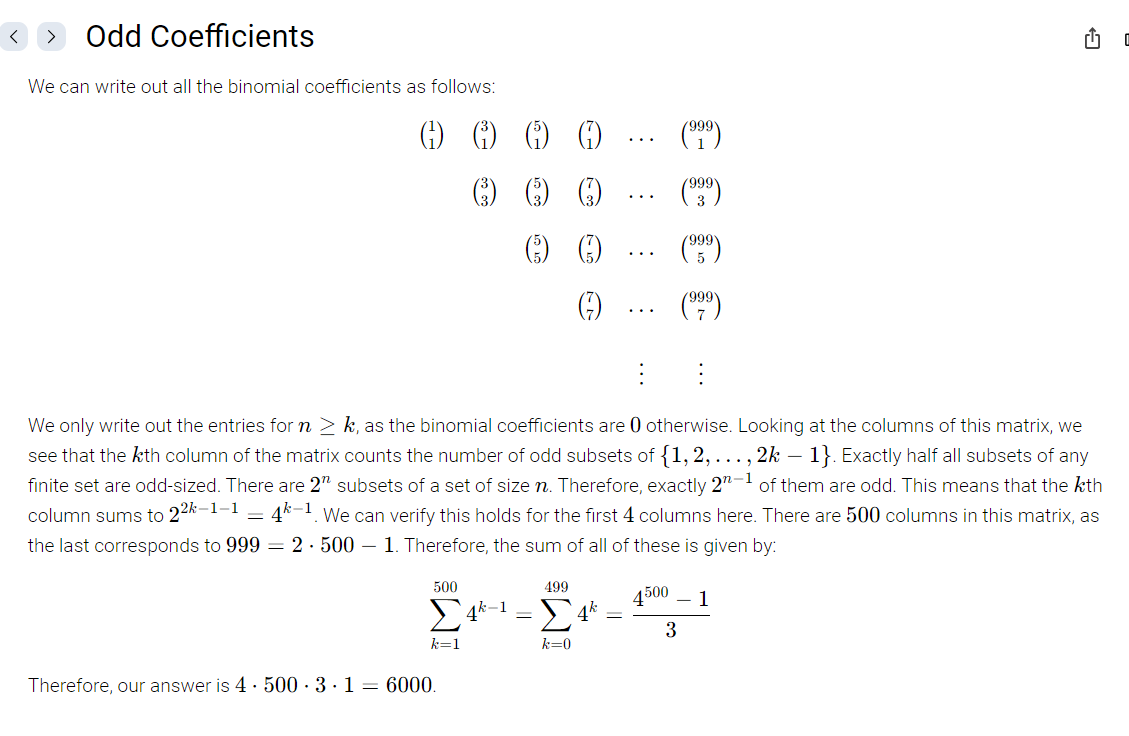 Odd Coefficients
We can write out all the binomial coefficients as follows:
$\binom{1}{1}$ $\binom{3}{1}$ $\binom{5}{1}$ $\binom{7}{1}$ $\cdots$ $\binom{999}{1}$
$\binom{3}{3}$ $\binom{5}{3}$ $\binom{7}{3}$ $\cdots$ $\binom{999}{3}$
$\binom{5}{5}$ $\binom{7}{5}$ $\cdots$ $\binom{999}{5}$
$\binom{7}{7}$ $\cdots$ $\binom{999}{7}$
$\vdots$ $\vdots$
We only write out the entries for $n \geq k$, as the binomial coefficients are $0$ otherwise. Looking at the columns of this matrix, we
see that the $k$th column of the matrix counts the number of odd subsets of $\{1, 2, \ldots, 2k-1\}$. Exactly half all subsets of any
finite set are odd-sized. There are $2^n$ subsets of a set of size $n$. Therefore, exactly $2^{n-1}$ of them are odd. This means that the $k$th
column sums to $2^{2k-1-1} = 4^{k-1}$. We can verify this holds for the first $4$ columns here. There are $500$ columns in this matrix, as
the last corresponds to $999 = 2 \cdot 500 - 1$. Therefore, the sum of all of these is given by:
$\sum_{k=1}^{500} 4^{k-1} = \sum_{k=0}^{499} 4^k = \frac{4^{500}-1}{3}$
Therefore, our answer is $4 \cdot 500 \cdot 3 \cdot 1 = 6000$.